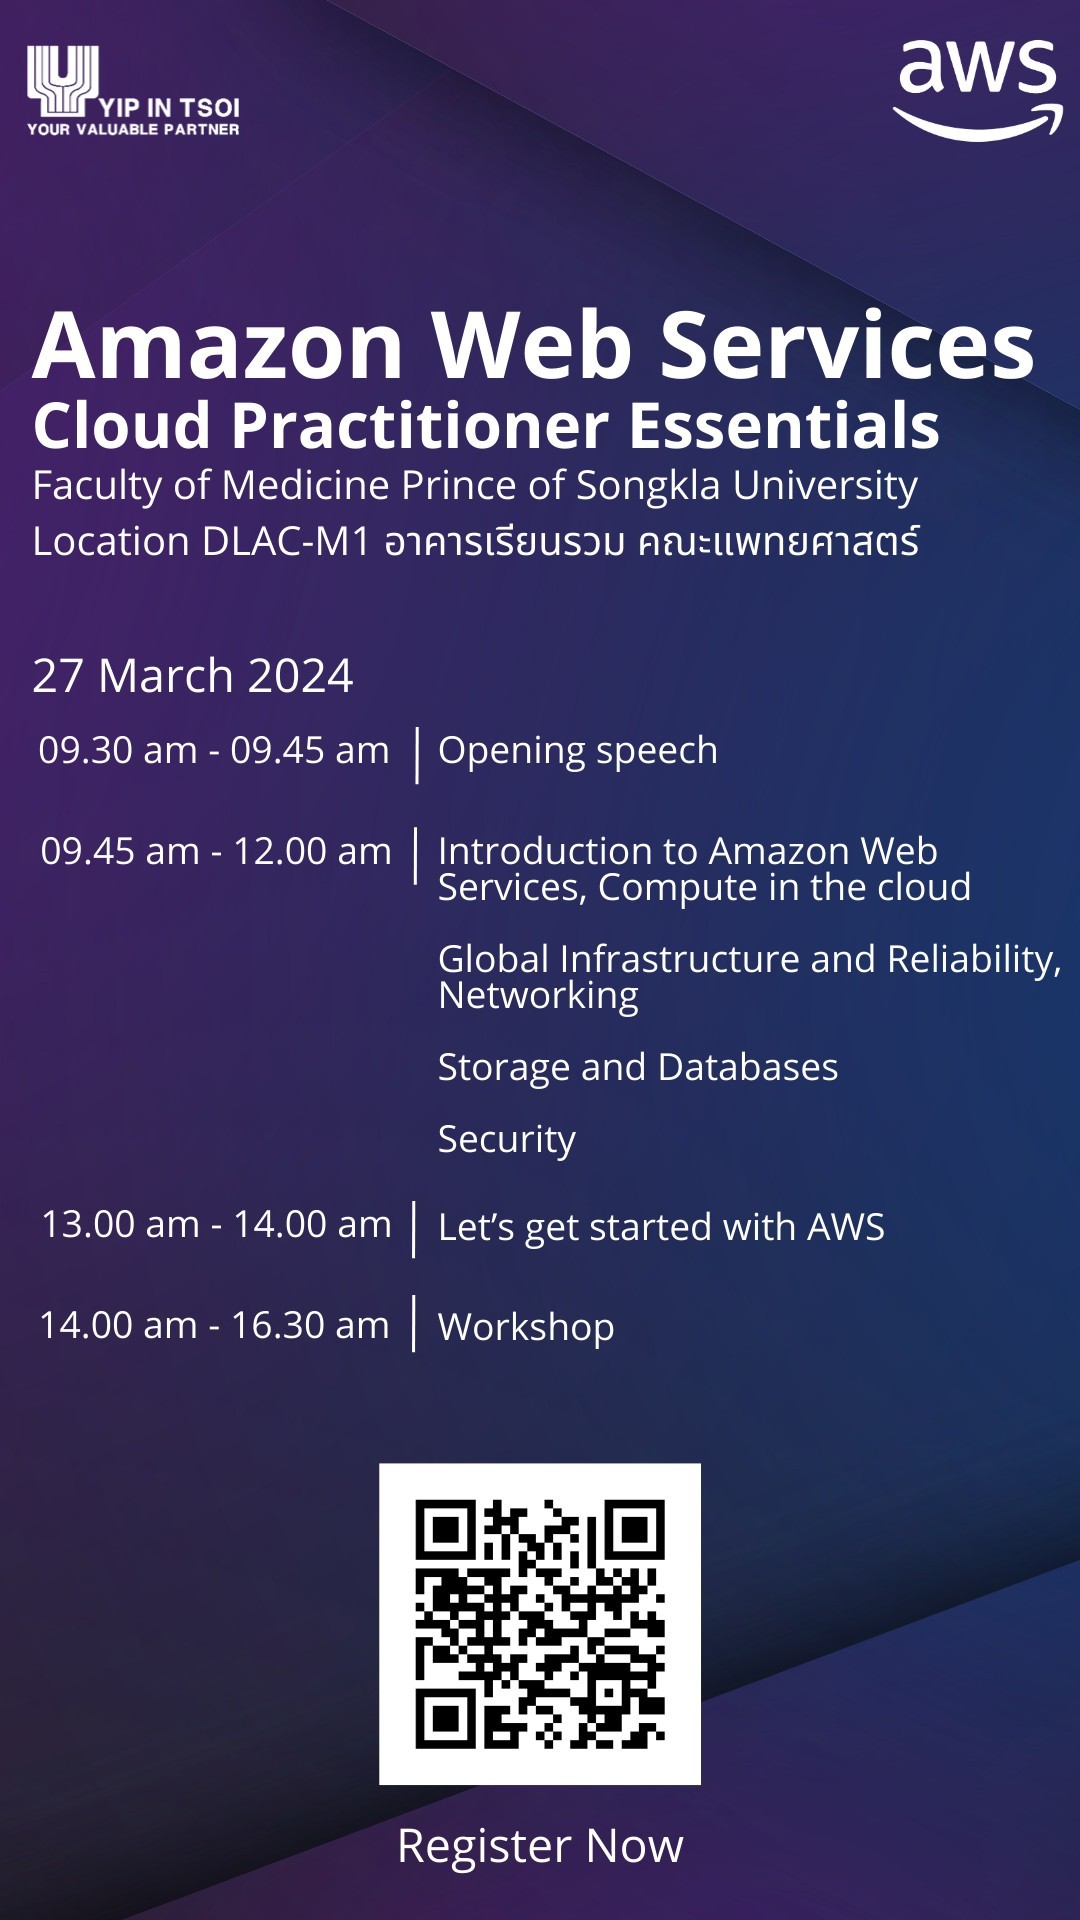 YIP IN TSOI
YOUR VALUABLE PARTNER
aws
Amazon Web Services
Cloud Practitioner Essentials
Faculty of Medicine Prince of Songkla University
Location DLAC-M1 อาคารเรียนรวม คณะแพทยศาสตร์
27 March 2024
09.30 am - 09.45 am | Opening speech
09.45 am - 12.00 am | Introduction to Amazon Web
Services, Compute in the cloud
Global Infrastructure and Reliability,
Networking
Storage and Databases
Security
13.00 am - 14.00 am | Let’s get started with AWS
14.00 am - 16.30 am | Workshop
Register Now